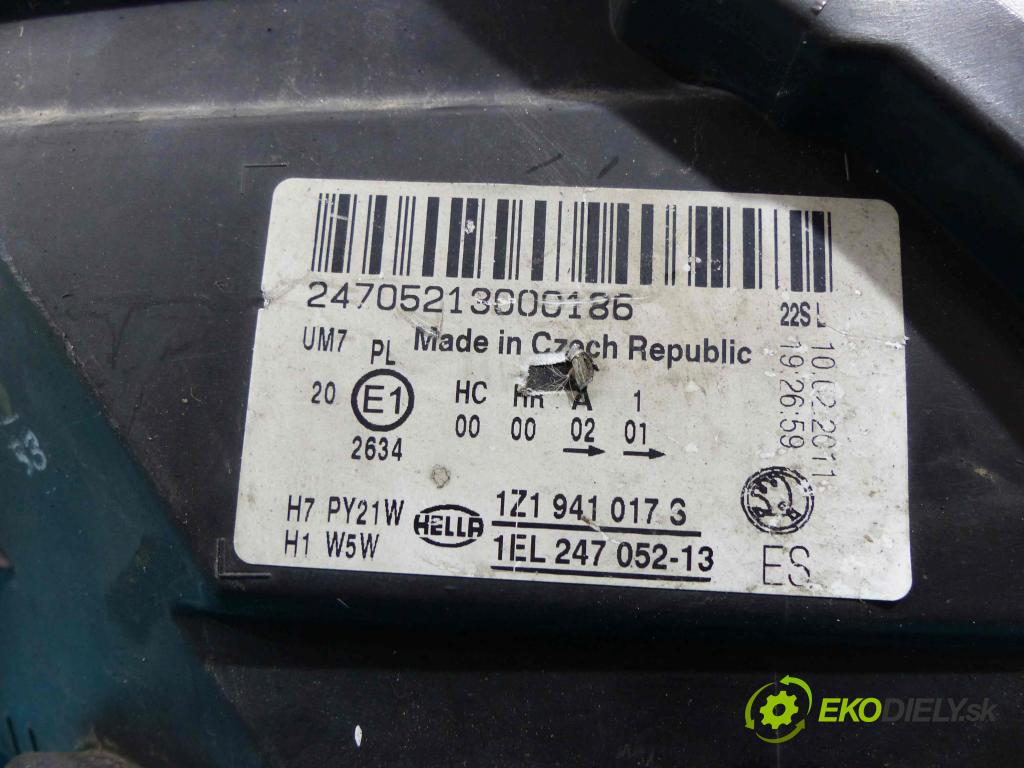 24705213000186
22S L
10.02.2011
19:26:59
UM7 PL Made in Czech Republic
20 E1 HC HR A 1
2634 00 00 02 01
H7 PY21W HELLA 1Z1 941 017 G
H1 W5W 1EL 247 052-13
ES
EKODIELY.sk